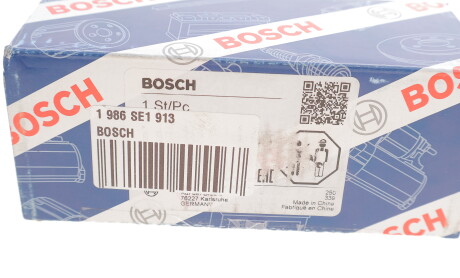 BOSCH
BOSCH
BOSCH
1 St/Pc
1 986 SE1 913
BOSCH
76227 Karlsruhe
GERMANY
Made in China
Fabriqué en Chine
BOSCH
BOSCH